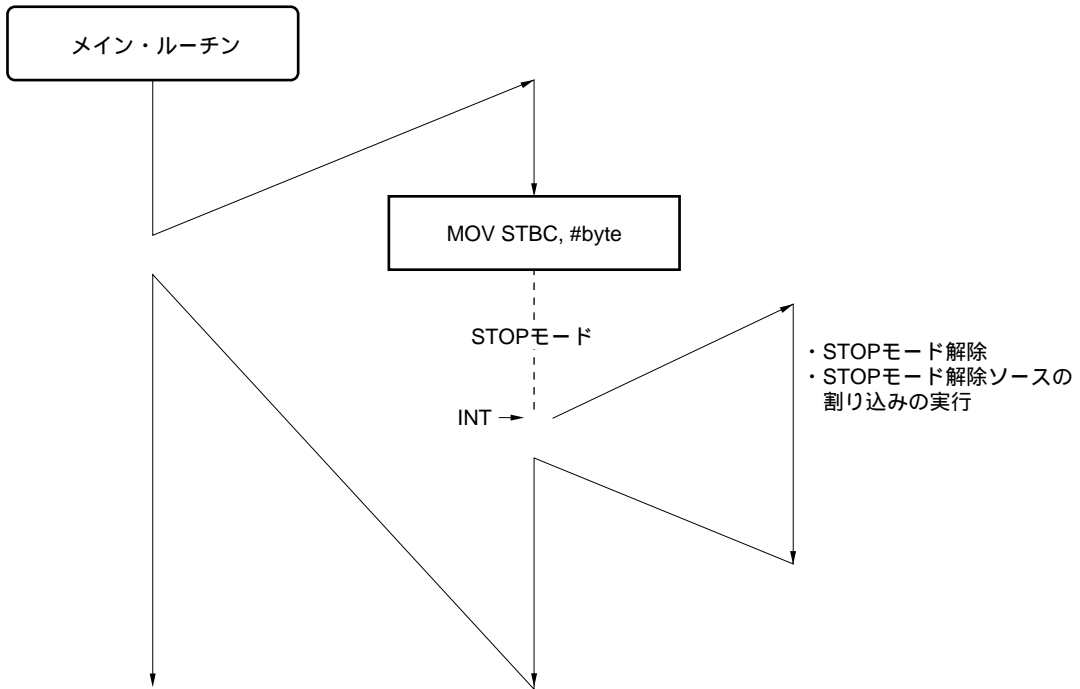 メイン・ルーチン
MOV STBC, #byte
STOPモード
・STOPモード解除
・STOPモード解除ソースの
割り込みの実行
INT